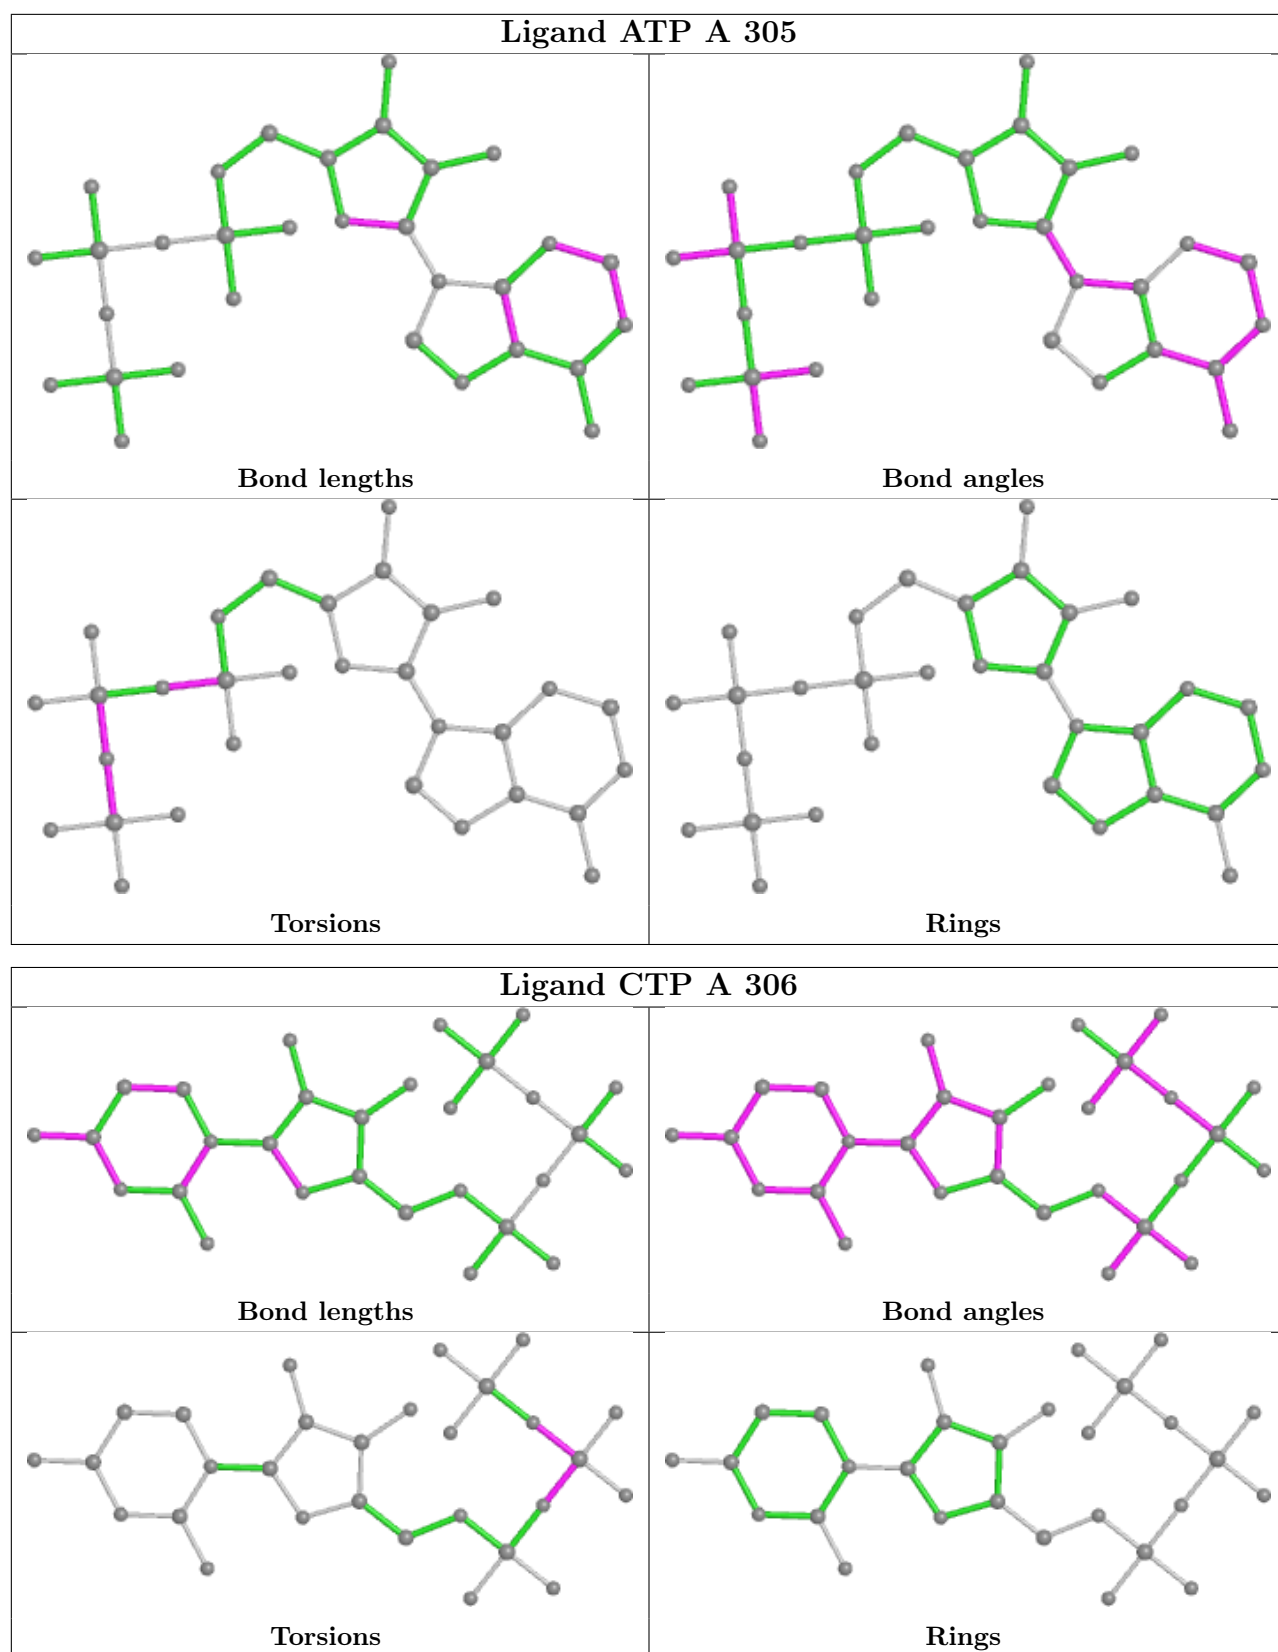 Ligand ATP A 305
Bond lengths
Bond angles
Torsions
Rings
Ligand CTP A 306
Bond lengths
Bond angles
Torsions
Rings